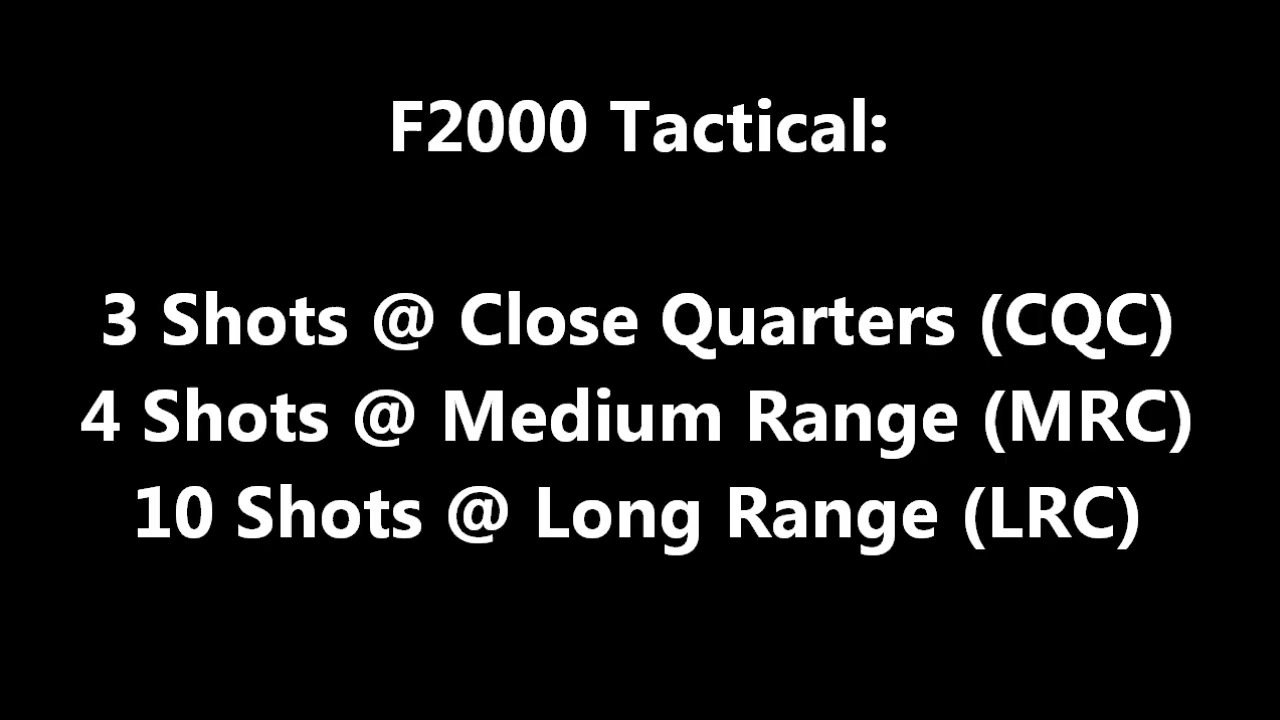 F2000 Tactical:
3 Shots @ Close Quarters (CQC)
4 Shots @ Medium Range (MRC)
10 Shots @ Long Range (LRC)